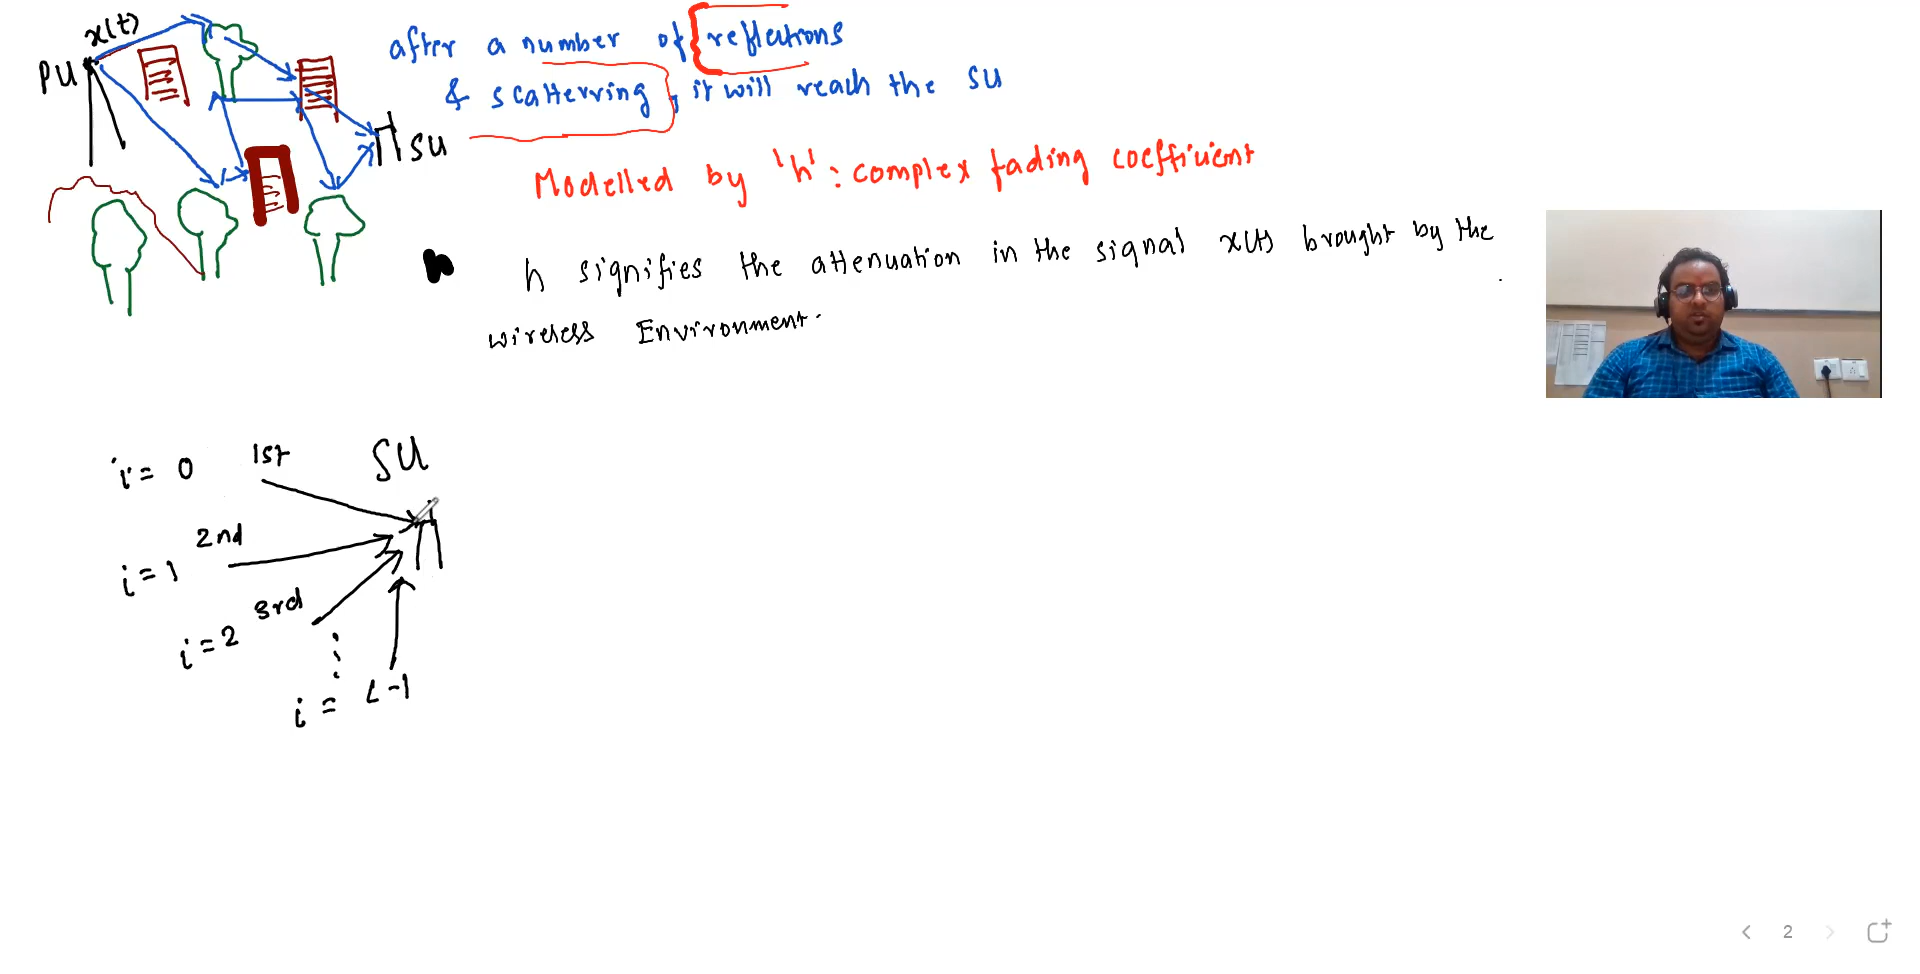 x(t)
PU
SU
after a number of reflections
& scatterring, it will reach the SU
Modelled by 'h': complex fading coefficient
h signifies the attenuation in the signal x(t) brought by the
wireless Environment.
SU
i = 0 1st
i = 1 2nd
i = 2 3rd
i = L-1
2